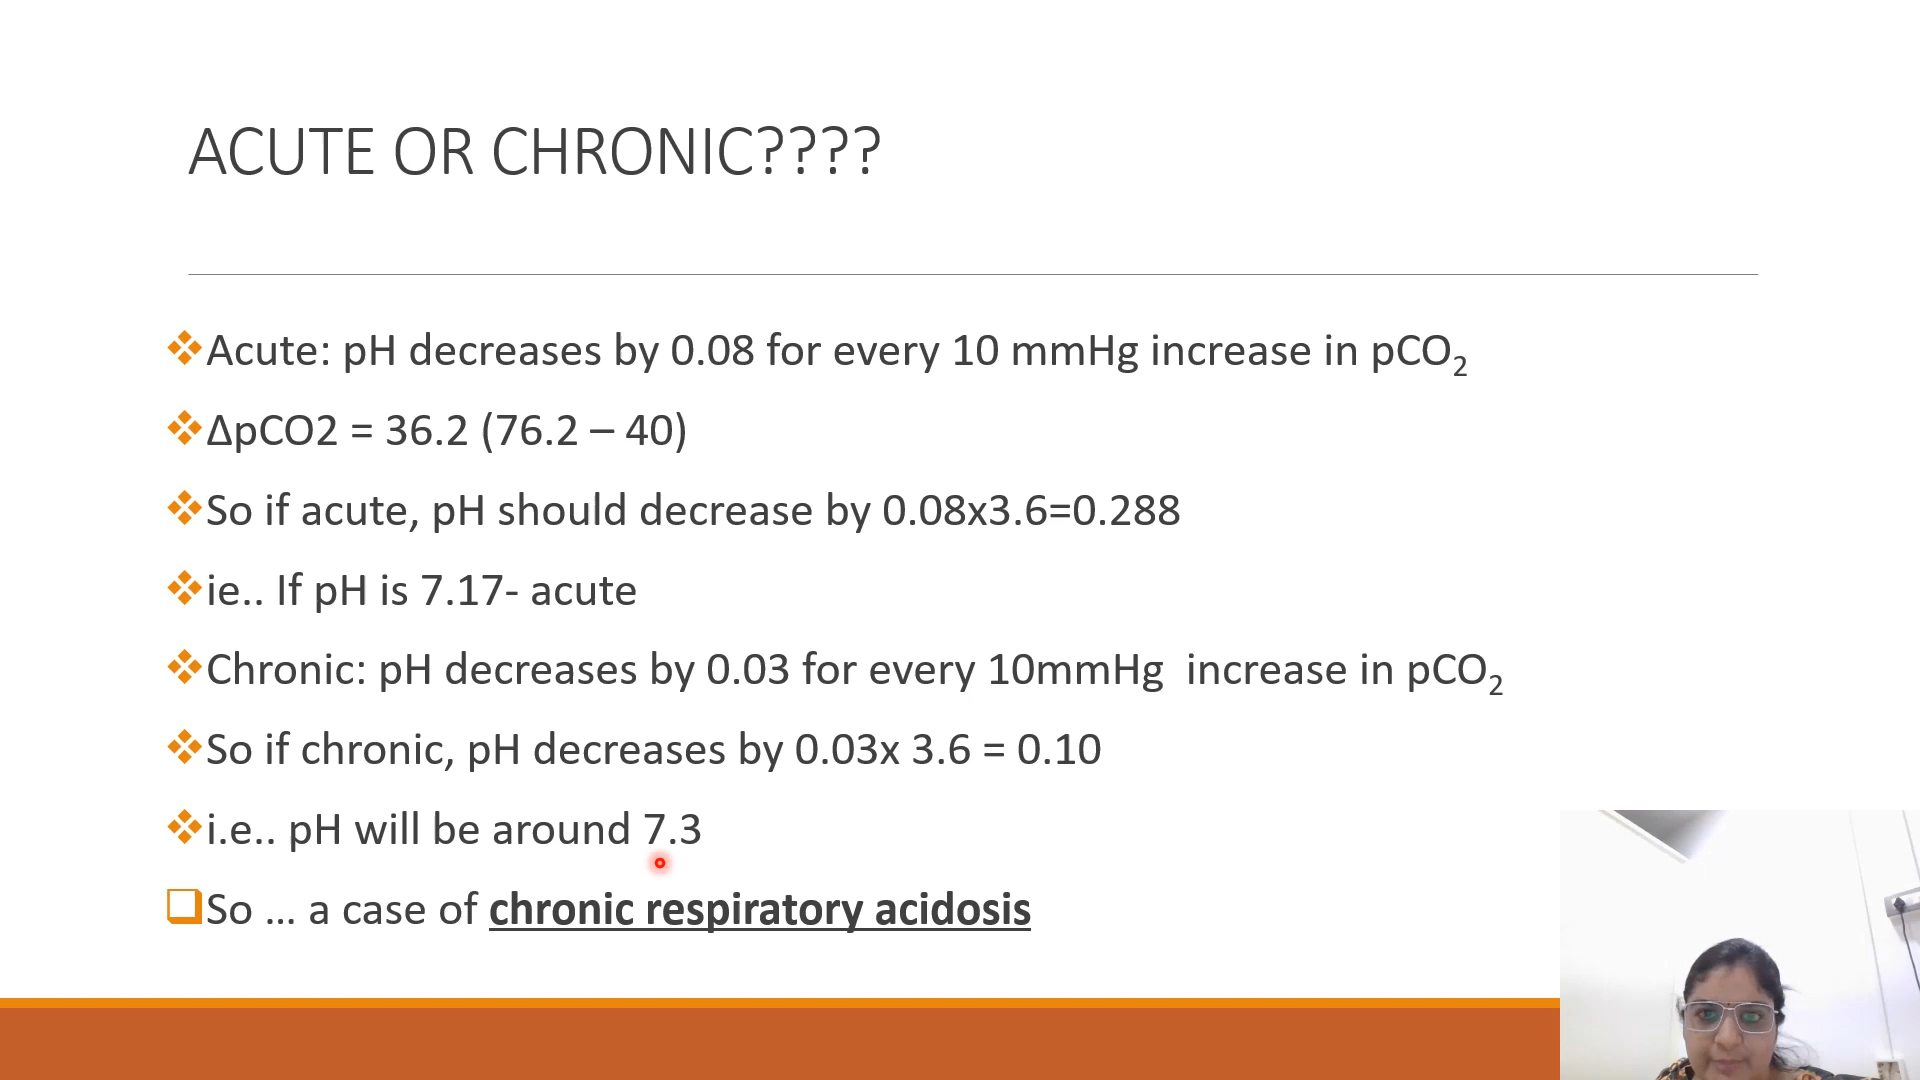 ACUTE OR CHRONIC????
Acute: pH decreases by 0.08 for every 10 mmHg increase in pCO₂
ΔpCO2 = 36.2 (76.2 – 40)
So if acute, pH should decrease by 0.08x3.6=0.288
ie.. If pH is 7.17- acute
Chronic: pH decreases by 0.03 for every 10mmHg  increase in pCO₂
So if chronic, pH decreases by 0.03x 3.6 = 0.10
i.e.. pH will be around 7.3
So … a case of chronic respiratory acidosis